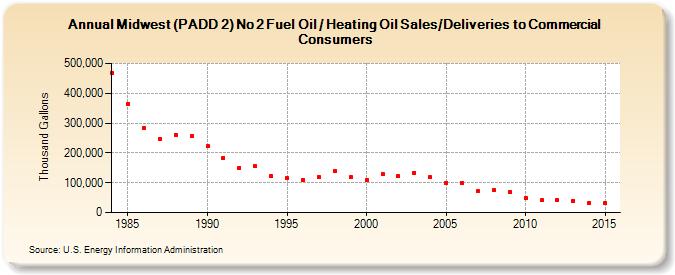 Annual Midwest (PADD 2) No 2 Fuel Oil / Heating Oil Sales/Deliveries to Commercial
Consumers
Thousand Gallons
500,000
400,000
300,000
200,000
100,000
0
1985 1990 1995 2000 2005 2010 2015
Source: U.S. Energy Information Administration